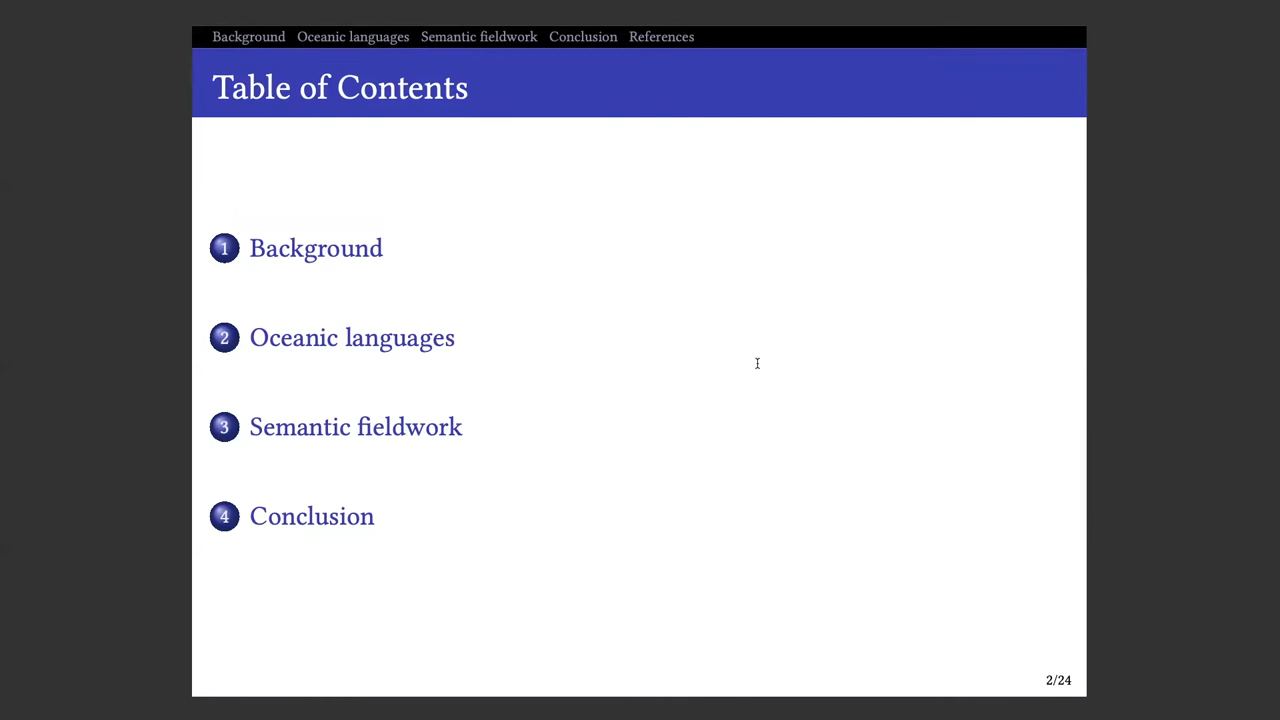 Background Oceanic languages Semantic fieldwork Conclusion References
Table of Contents
1 Background
2 Oceanic languages
3 Semantic fieldwork
4 Conclusion
2/24